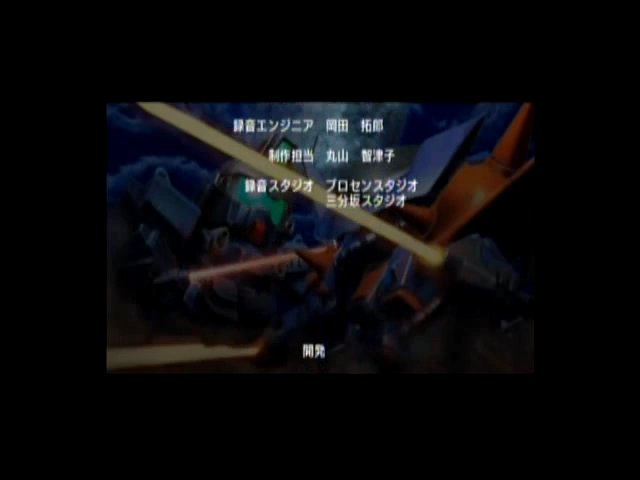 録音エンジニア 岡田 拓郎
制作担当 丸山 智津子
録音スタジオ プロセンスタジオ
三分坂スタジオ
開発